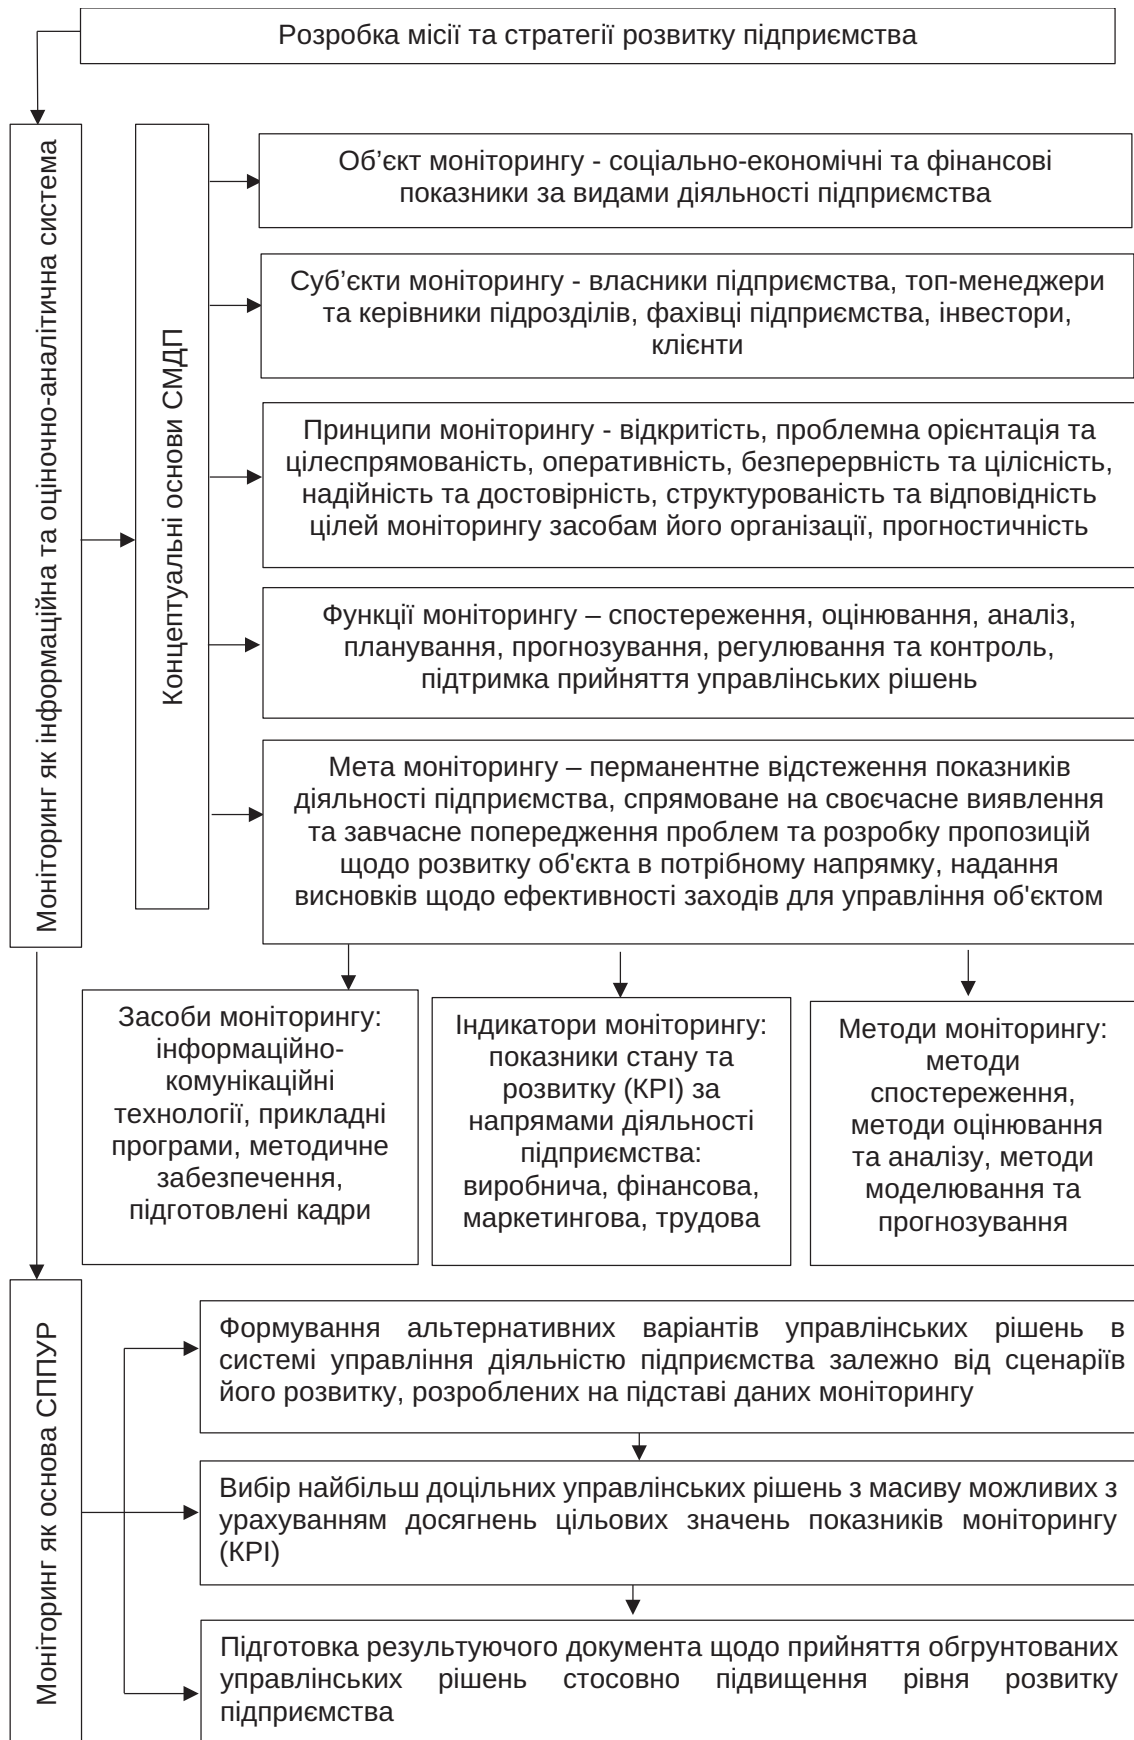 Розробка місії та стратегії розвитку підприємства
Моніторинг як інформаційна та оціночно-аналітична система
Концептуальні основи СМДП
Об’єкт моніторингу - соціально-економічні та фінансові
показники за видами діяльності підприємства
Суб’єкти моніторингу - власники підприємства, топ-менеджери
та керівники підрозділів, фахівці підприємства, інвестори,
клієнти
Принципи моніторингу - відкритість, проблемна орієнтація та
цілеспрямованість, оперативність, безперервність та цілісність,
надійність та достовірність, структурованість та відповідність
цілей моніторингу засобам його організації, прогностичність
Функції моніторингу – спостереження, оцінювання, аналіз,
планування, прогнозування, регулювання та контроль,
підтримка прийняття управлінських рішень
Мета моніторингу – перманентне відстеження показників
діяльності підприємства, спрямоване на своєчасне виявлення
та завчасне попередження проблем та розробку пропозицій
щодо розвитку об'єкта в потрібному напрямку, надання
висновків щодо ефективності заходів для управління об'єктом
Засоби моніторингу:
інформаційно-
комунікаційні
технології, прикладні
програми, методичне
забезпечення,
підготовлені кадри
Індикатори моніторингу:
показники стану та
розвитку (КРІ) за
напрямами діяльності
підприємства:
виробнича, фінансова,
маркетингова, трудова
Методи моніторингу:
методи
спостереження,
методи оцінювання
та аналізу, методи
моделювання та
прогнозування
Моніторинг як основа СППУР
Формування альтернативних варіантів управлінських рішень в
системі управління діяльністю підприємства залежно від сценаріїв
його розвитку, розроблених на підставі даних моніторингу
Вибір найбільш доцільних управлінських рішень з масиву можливих з
урахуванням досягнень цільових значень показників моніторингу
(КРІ)
Підготовка результуючого документа щодо прийняття обгрунтованих
управлінських рішень стосовно підвищення рівня розвитку
підприємства